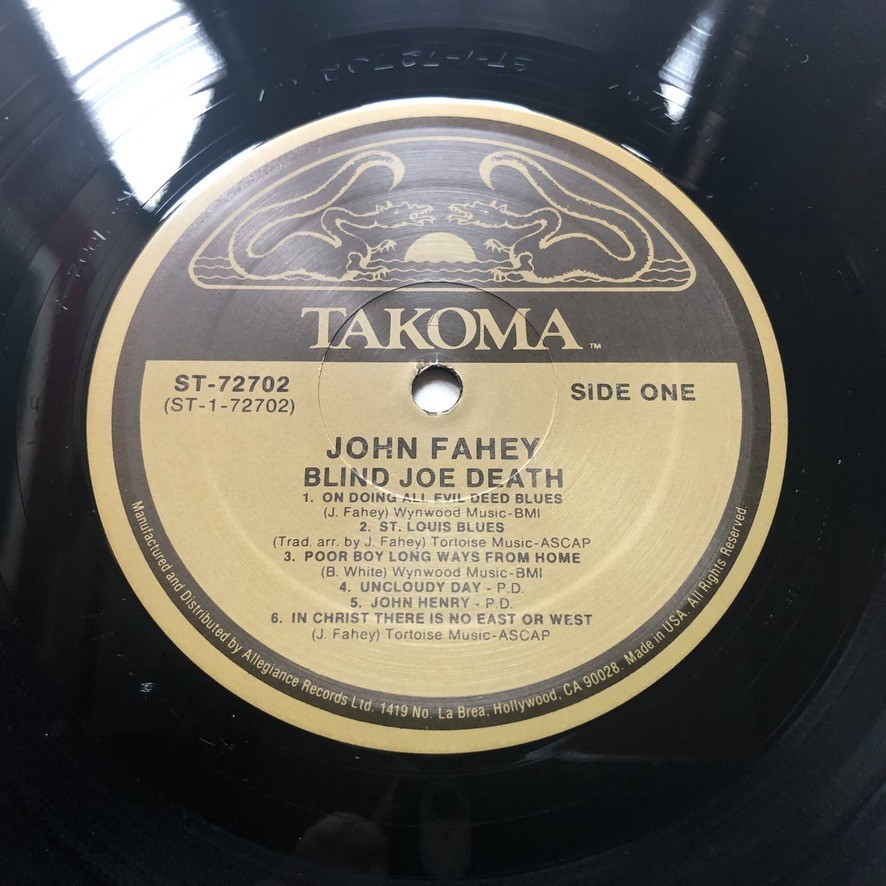 TAKOMA™
ST-72702
(ST-1-72702)
SIDE ONE
JOHN FAHEY
BLIND JOE DEATH
1. ON DOING ALL EVIL DEED BLUES
(J. Fahey) Wynwood Music-BMI
2. ST. LOUIS BLUES
(Trad. arr. by J. Fahey) Tortoise Music-ASCAP
3. POOR BOY LONG WAYS FROM HOME
(B. White) Wynwood Music-BMI
4. UNCLOUDY DAY - P.D.
5. JOHN HENRY - P.D.
6. IN CHRIST THERE IS NO EAST OR WEST
(J. Fahey) Tortoise Music-ASCAP
Manufactured and Distributed by Allegiance Records Ltd. 1419 No. La Brea, Hollywood, CA 90028. Made in USA. All Rights Reserved.